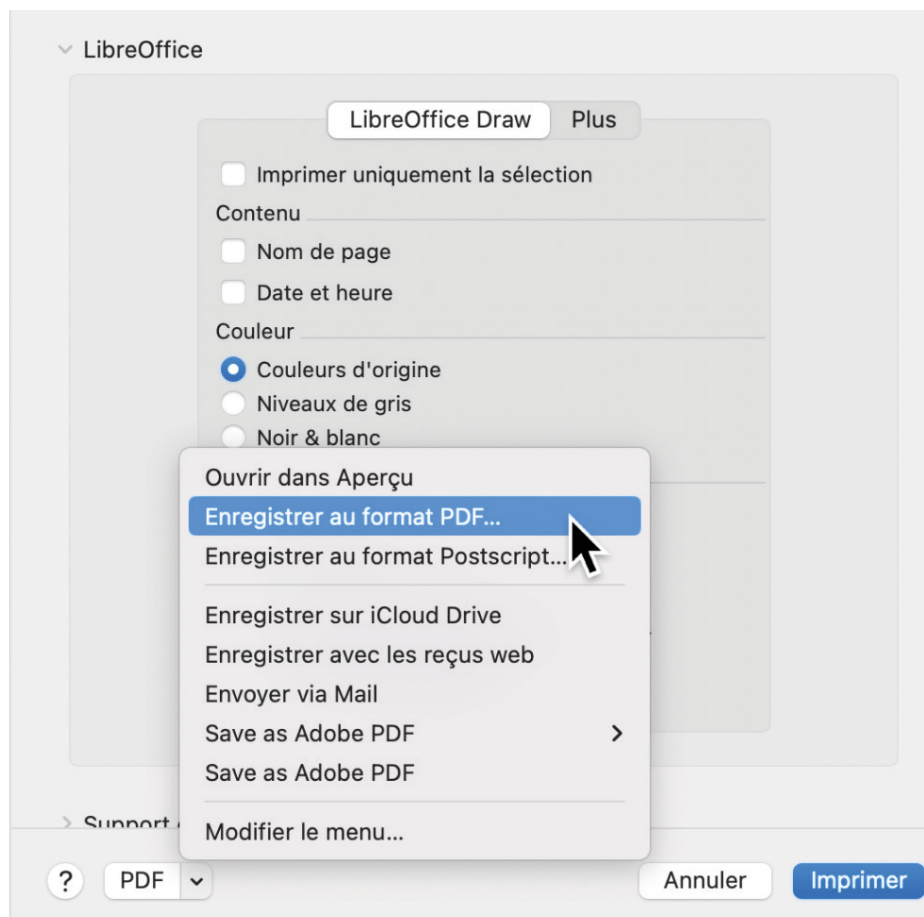 LibreOffice
LibreOffice Draw Plus
Imprimer uniquement la sélection
Contenu
Nom de page
Date et heure
Couleur
Couleurs d'origine
Niveaux de gris
Noir & blanc
Ouvrir dans Aperçu
Enregistrer au format PDF...
Enregistrer au format Postscript...
Enregistrer sur iCloud Drive
Enregistrer avec les reçus web
Envoyer via Mail
Save as Adobe PDF
Save as Adobe PDF
Support
Modifier le menu...
? PDF Annuler Imprimer